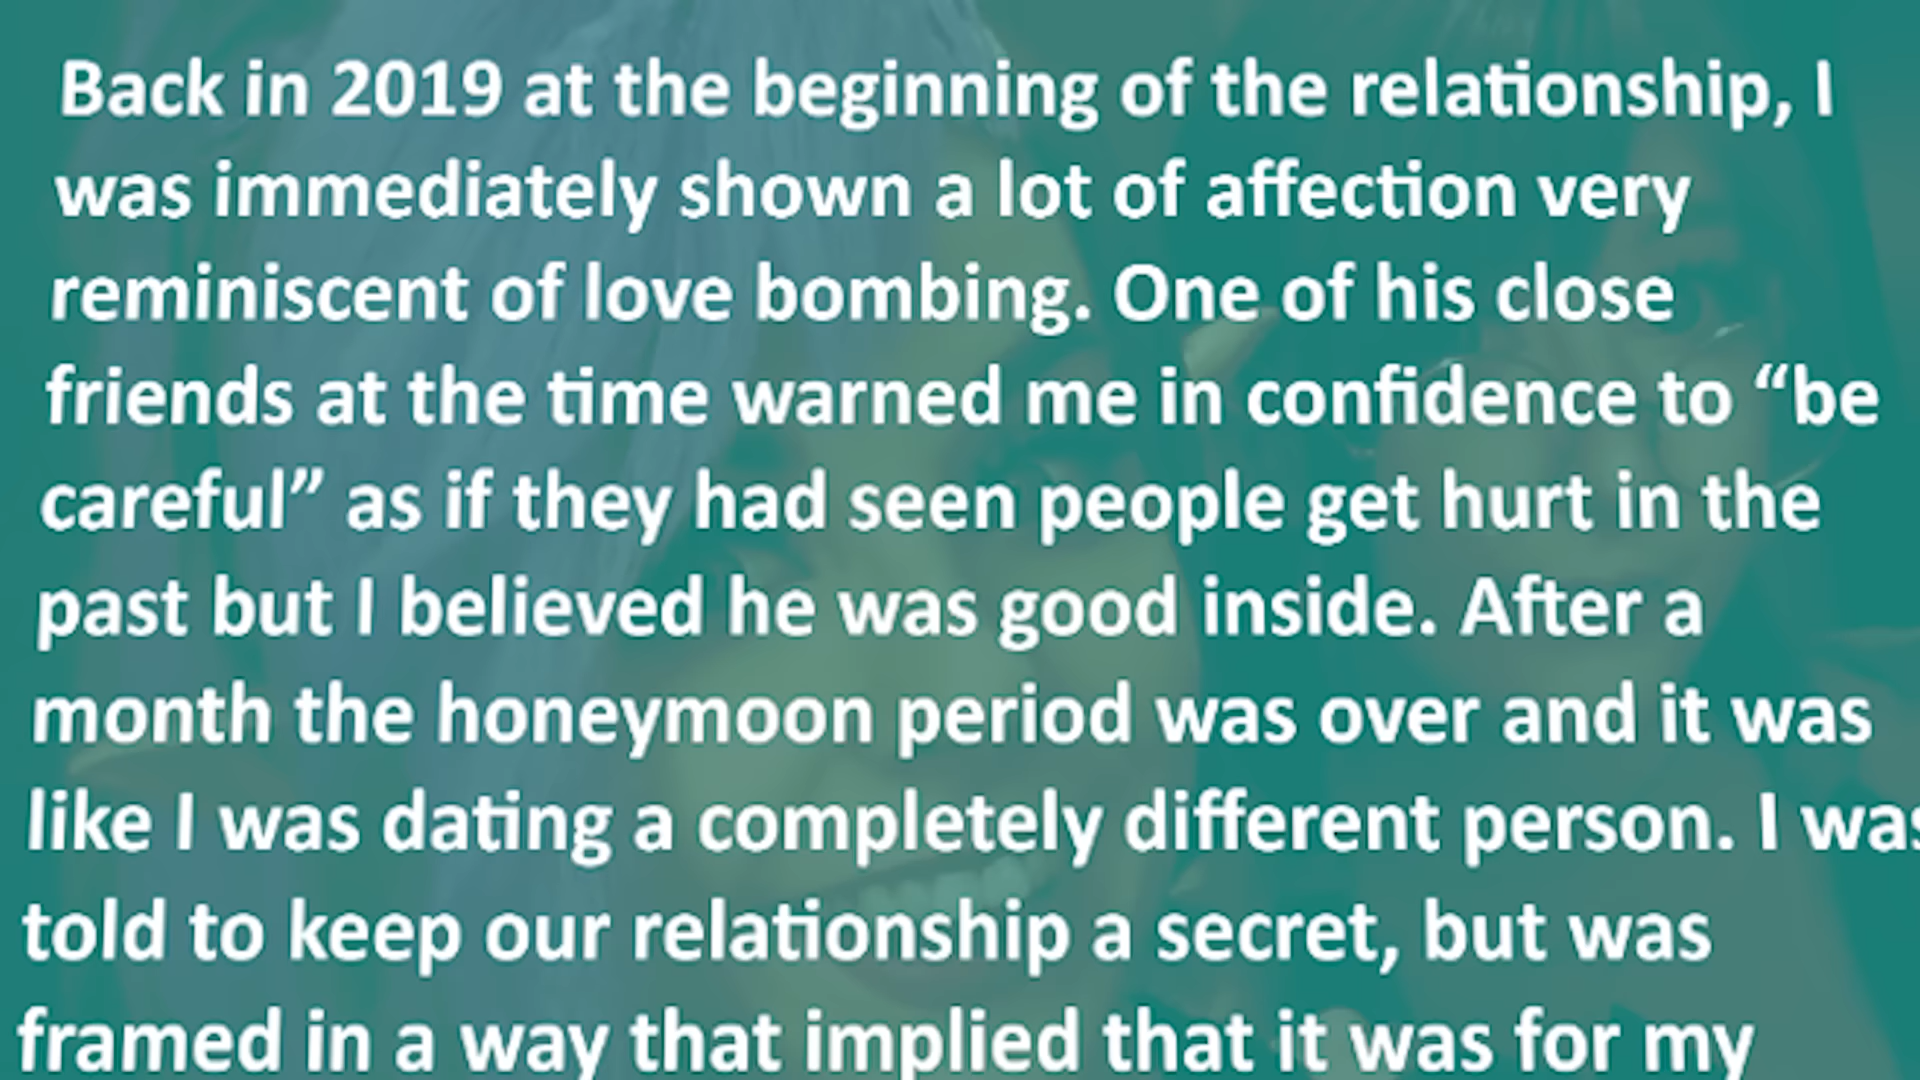 Back in 2019 at the beginning of the relationship, I
was immediately shown a lot of affection very
reminiscent of love bombing. One of his close
friends at the time warned me in confidence to “be
careful” as if they had seen people get hurt in the
past but I believed he was good inside. After a
month the honeymoon period was over and it was
like I was dating a completely different person. I was
told to keep our relationship a secret, but was
framed in a way that implied that it was for my